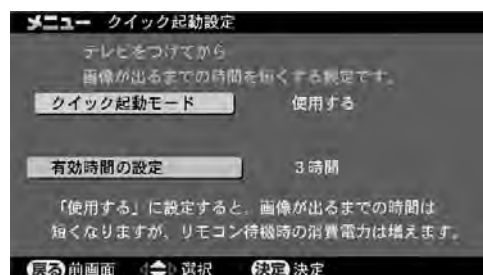 メニュー クイック起動設定
テレビをつけてから
画像が出るまでの時間を短くする設定です。
クイック起動モード 使用する
有効時間の設定 3時間
「使用する」に設定すると、画像が出るまでの時間は
短くなりますが、リモコン待機時の消費電力は増えます。
戻る 前画面 選択 決定 決定